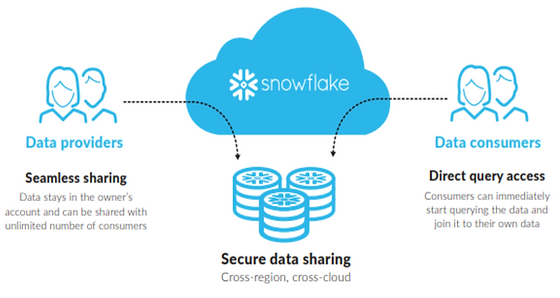 snowflake
Data providers
Seamless sharing
Data stays in the owner's
account and can be shared with
unlimited number of consumers
Data consumers
Direct query access
Consumers can immediately
start querying the data and
join it to their own data
Secure data sharing
Cross-region, cross-cloud